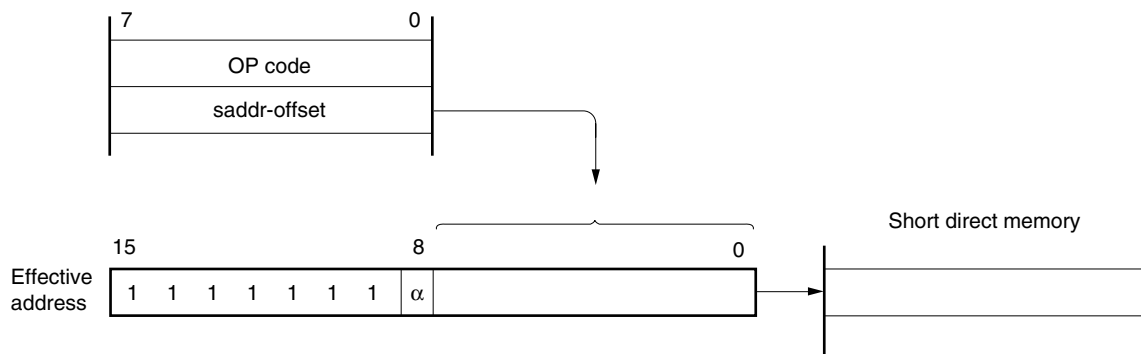 7 0
OP code
saddr-offset
Short direct memory
15 8 0
Effective
address
1 1 1 1 1 1 1 α